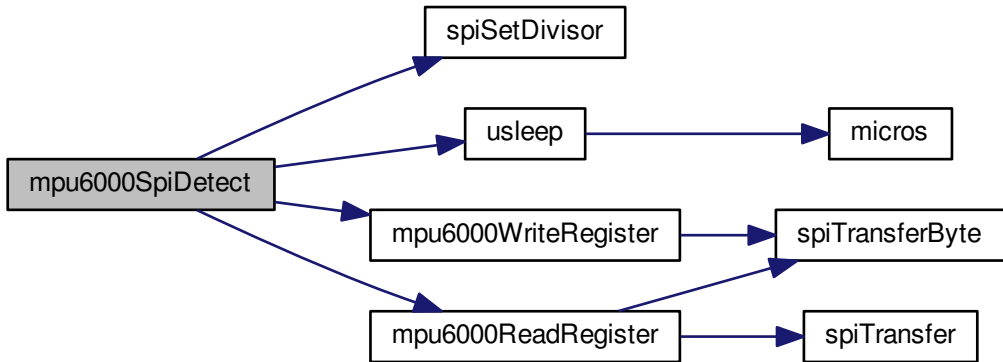 spiSetDivisor
usleep
micros
mpu6000SpiDetect
mpu6000WriteRegister
spiTransferByte
mpu6000ReadRegister
spiTransfer